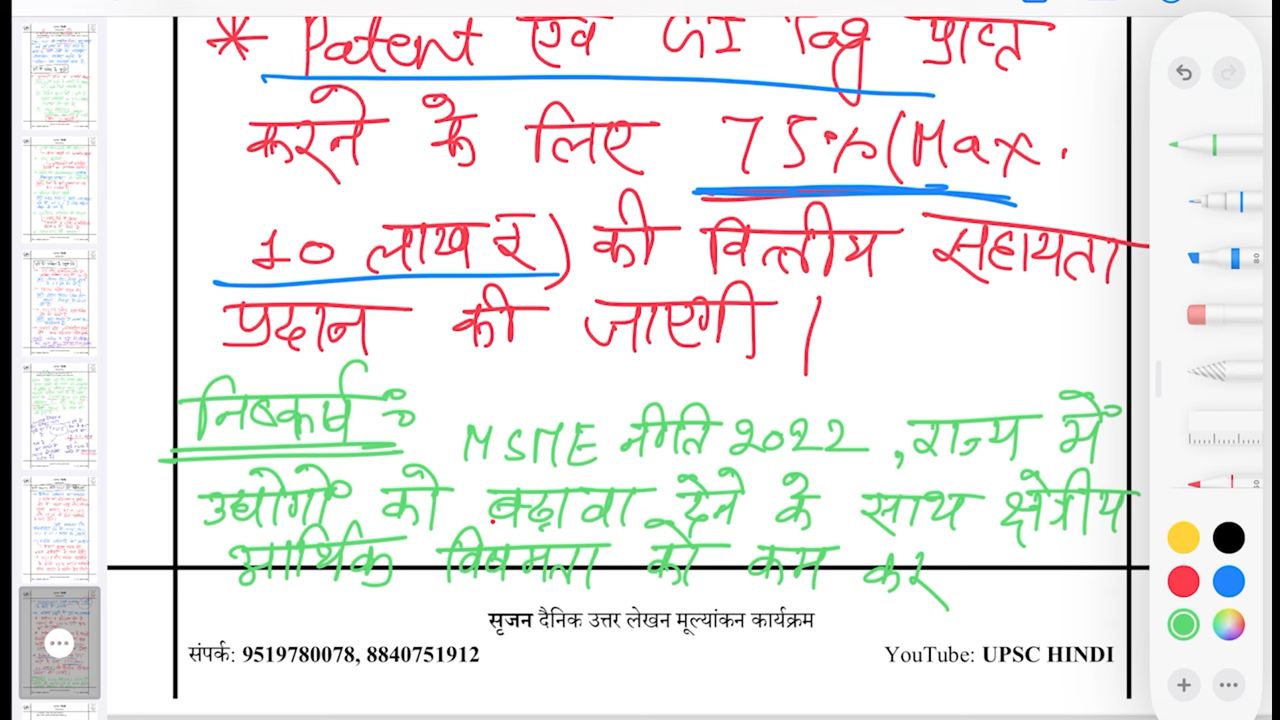 * Patent एवं GI Tag प्राप्त
करने के लिए 75% (Max.
10 लाख रु) की वित्तीय सहायता
प्रदान की जाएगी |
निष्कर्ष :- MSME नीति 2022, राज्य में
उद्योगों को बढ़ावा देने के साथ क्षेत्रीय
आर्थिक विषमता को कम कर
सृजन दैनिक उत्तर लेखन मूल्यांकन कार्यक्रम
संपर्क: 9519780078, 8840751912 YouTube: UPSC HINDI